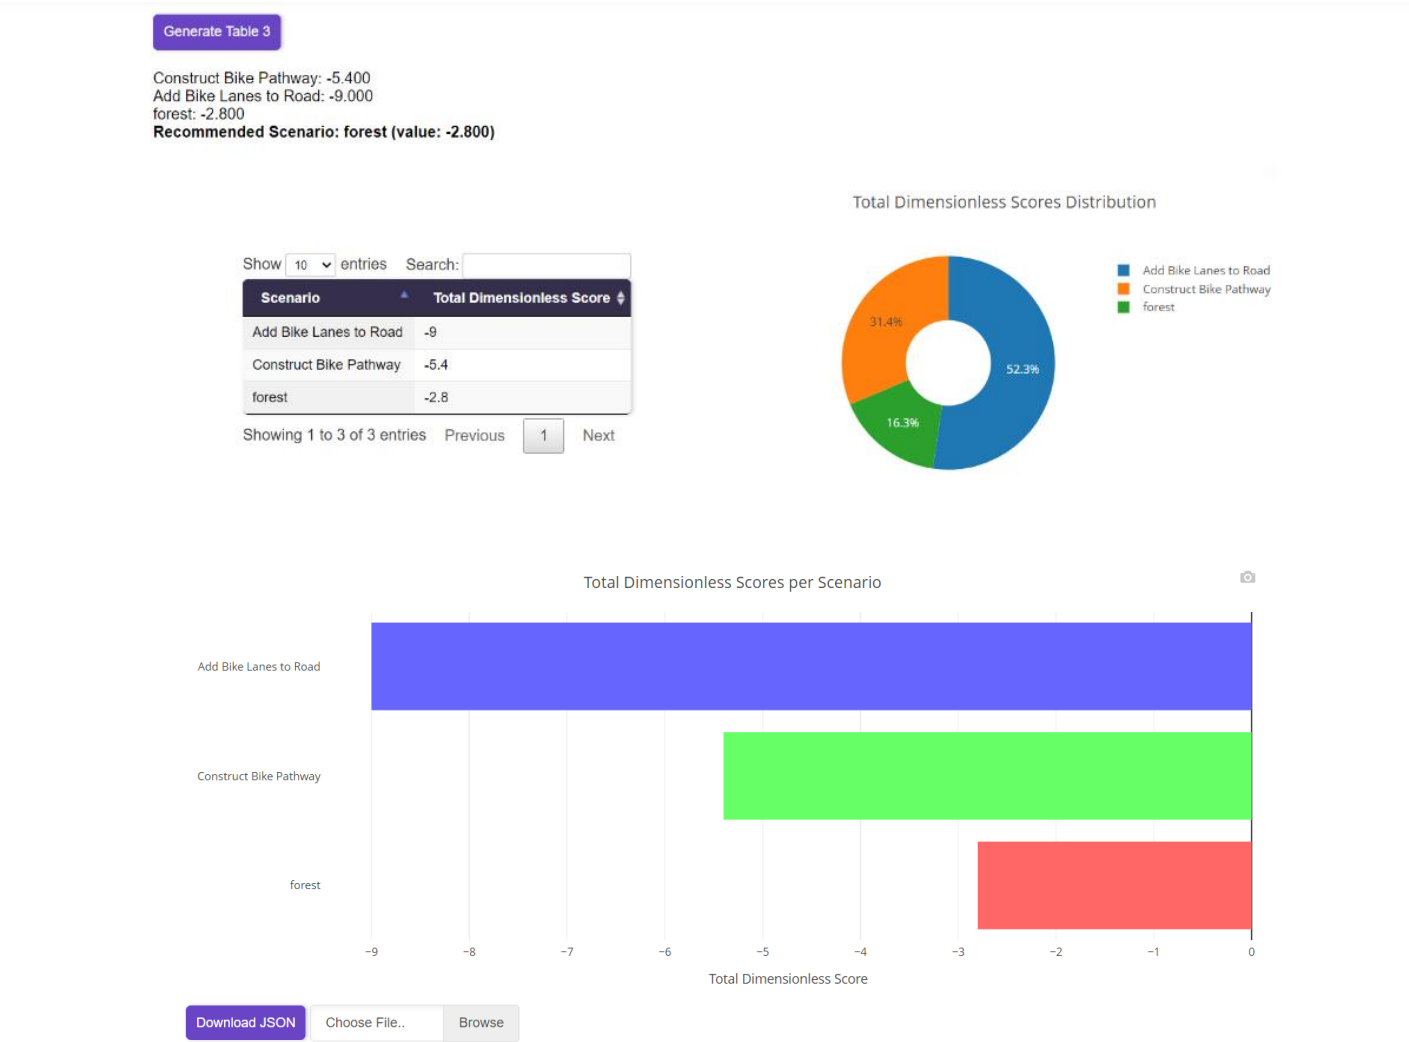 Generate Table 3
Construct Bike Pathway: -5.400
Add Bike Lanes to Road: -9.000
forest: -2.800
Recommended Scenario: forest (value: -2.800)
Total Dimensionless Scores Distribution
Show 10 entries Search:
Scenario Total Dimensionless Score
Add Bike Lanes to Road -9
Construct Bike Pathway -5.4
forest -2.8
Showing 1 to 3 of 3 entries Previous 1 Next
Add Bike Lanes to Road
Construct Bike Pathway
forest
31.4%
52.3%
16.3%
Total Dimensionless Scores per Scenario
Add Bike Lanes to Road
Construct Bike Pathway
forest
−9 −8 −7 −6 −5 −4 −3 −2 −1 0
Total Dimensionless Score
Download JSON Choose File.. Browse